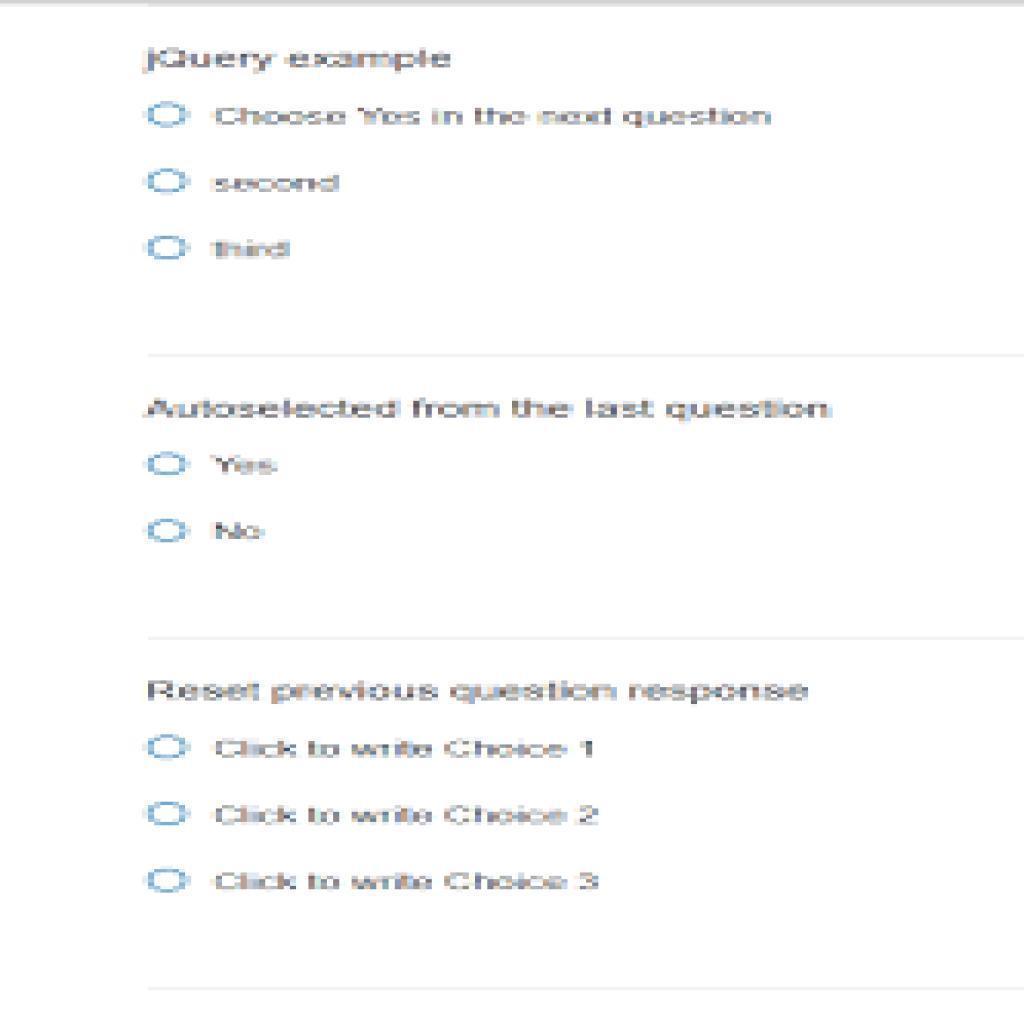 jQuery example
Choose Yes in the next question
second
third
Autoselected from the last question
Yes
No
Reset previous question response
Click to write Choice 1
Click to write Choice 2
Click to write Choice 3